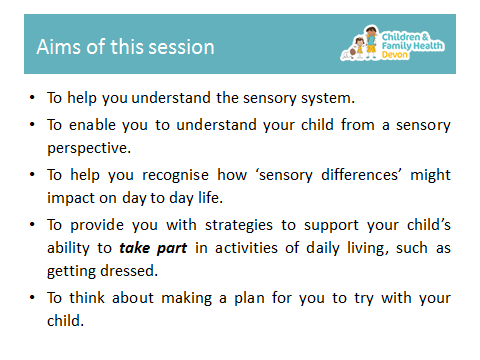 Aims of this session
Children &
Family Health
Devon
• To help you understand the sensory system.
• To enable you to understand your child from a sensory
perspective.
• To help you recognise how ‘sensory differences’ might
impact on day to day life.
• To provide you with strategies to support your child’s
ability to take part in activities of daily living, such as
getting dressed.
• To think about making a plan for you to try with your
child.